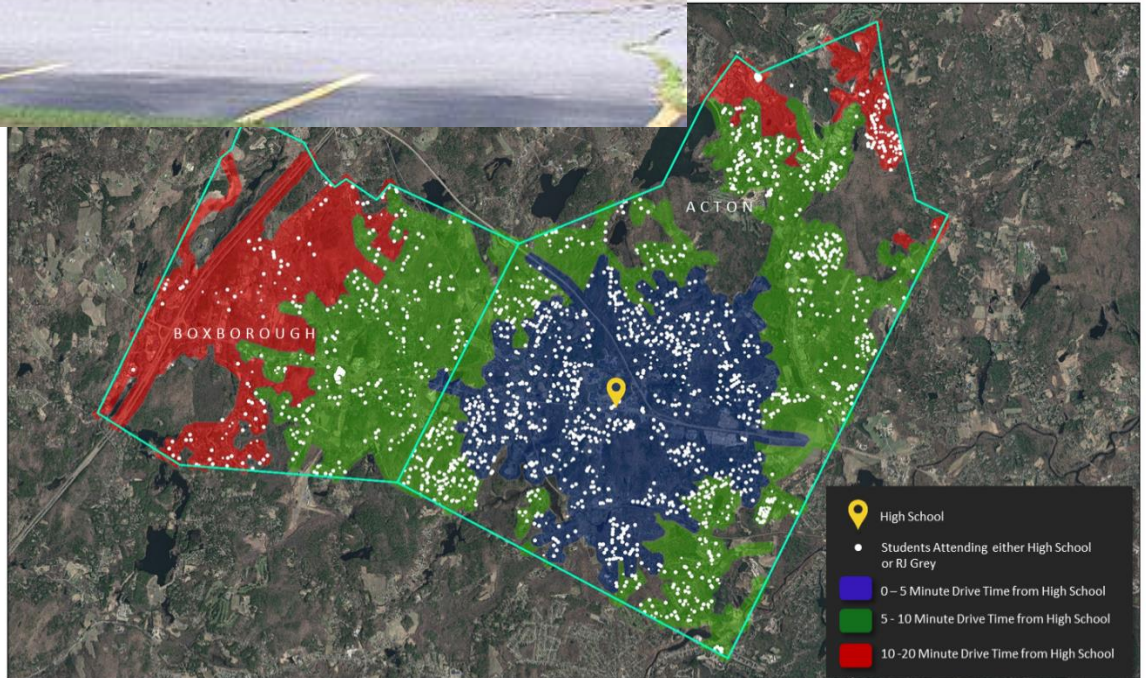 ACTON
BOXBOROUGH
High School
Students Attending either High School
or RJ Grey
0 – 5 Minute Drive Time from High School
5 - 10 Minute Drive Time from High School
10 -20 Minute Drive Time from High School